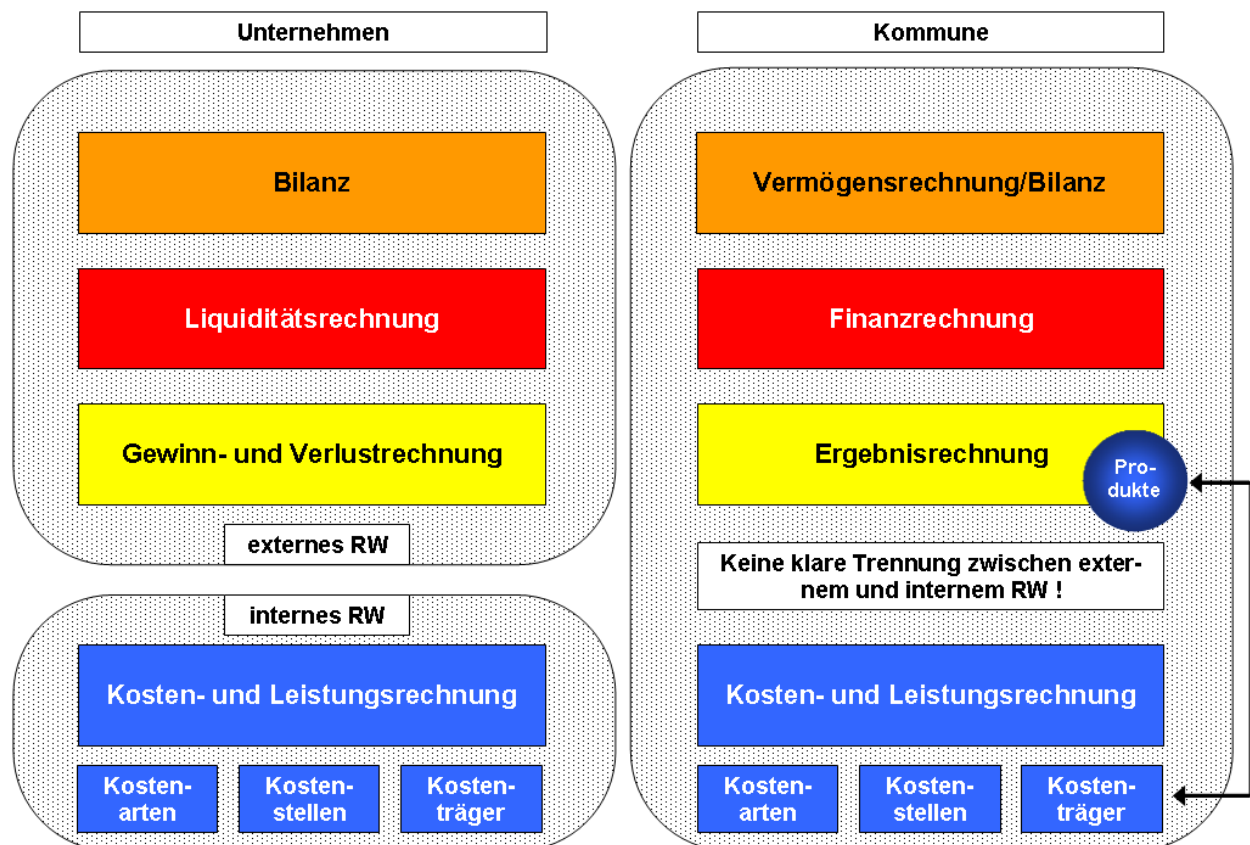 Unternehmen
Bilanz
Liquiditätsrechnung
Gewinn- und Verlustrechnung
externes RW
internes RW
Kosten- und Leistungsrechnung
Kosten-
arten
Kosten-
stellen
Kosten-
träger
Kommune
Vermögensrechnung/Bilanz
Finanzrechnung
Ergebnisrechnung
Pro-
dukte
Keine klare Trennung zwischen exter-
nem und internem RW !
Kosten- und Leistungsrechnung
Kosten-
arten
Kosten-
stellen
Kosten-
träger